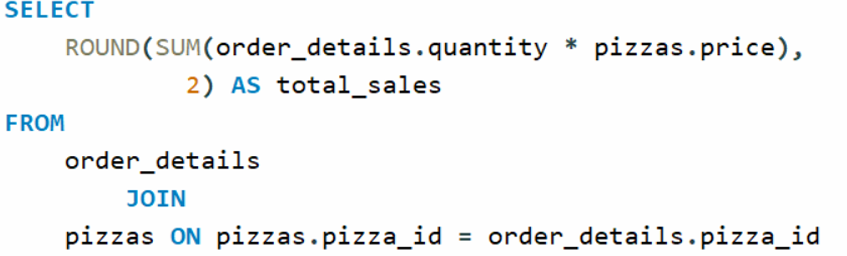 SELECT
ROUND(SUM(order_details.quantity * pizzas.price),
2) AS total_sales
FROM
order_details
JOIN
pizzas ON pizzas.pizza_id = order_details.pizza_id